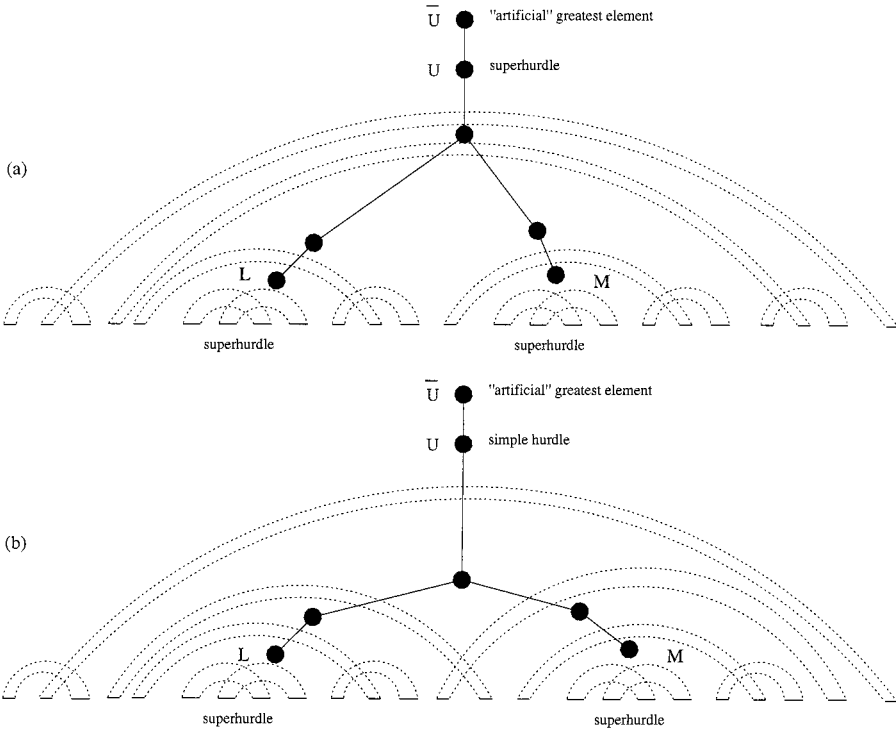 U "artificial" greatest element
U superhurdle
(a)
L
M
superhurdle superhurdle
U "artificial" greatest element
U simple hurdle
(b)
L
M
superhurdle superhurdle